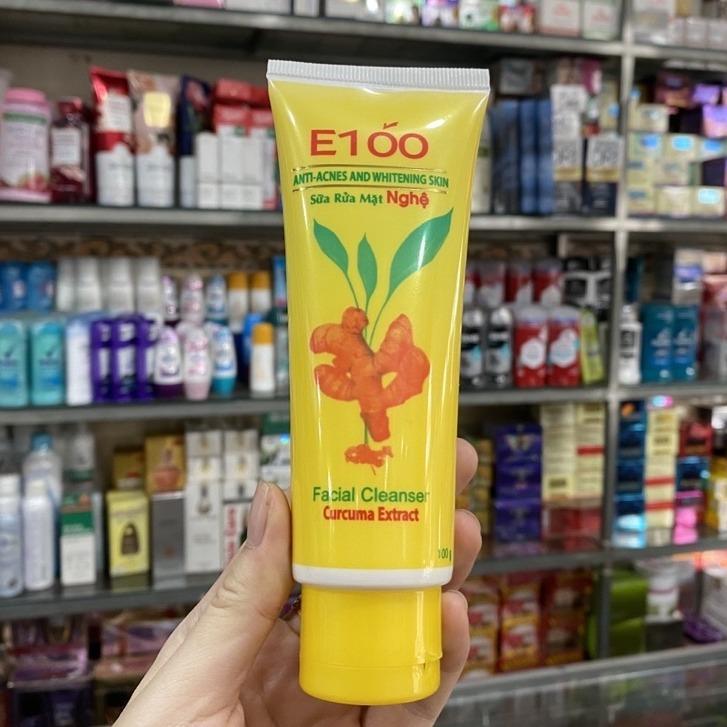 E100
ANTI-ACNES AND WHITENING SKIN
Sữa Rửa Mặt Nghệ
Facial Cleanser
Curcuma Extract
100g